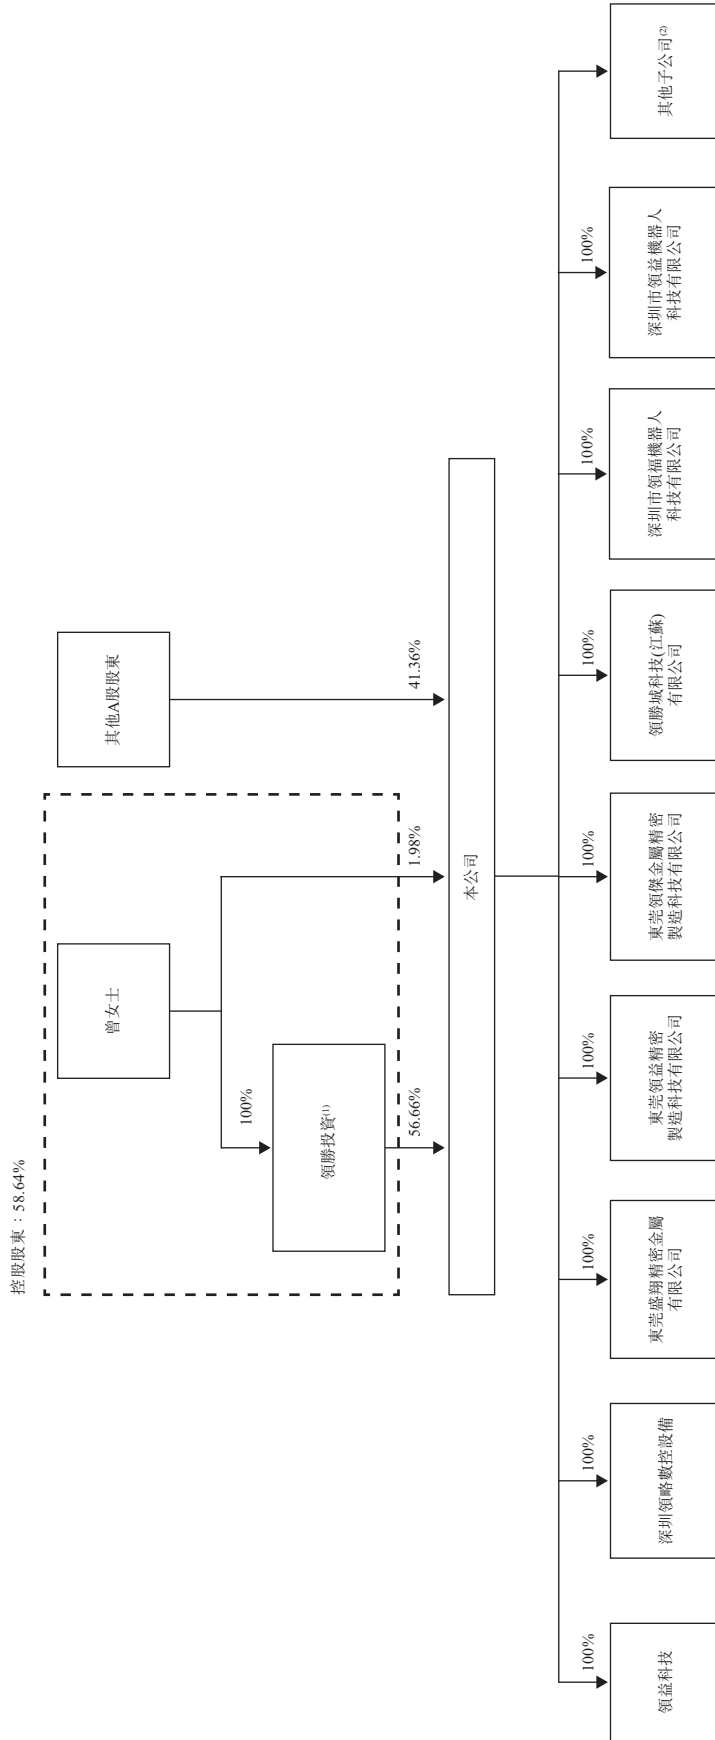 控股股東：58.64%
曾女士
其他A股股東
100%
領勝投資⁽¹⁾
56.66%
1.98%
41.36%
本公司
100%
100%
100%
100%
100%
100%
100%
100%
領益科技
深圳領略數控設備
東莞盛翔精密金屬
有限公司
東莞領益精密
製造科技有限公司
東莞領傑金屬精密
製造科技有限公司
領勝城科技(江蘇)
有限公司
深圳市領福機器人
科技有限公司
深圳市領益機器人
科技有限公司
其他子公司⁽²⁾